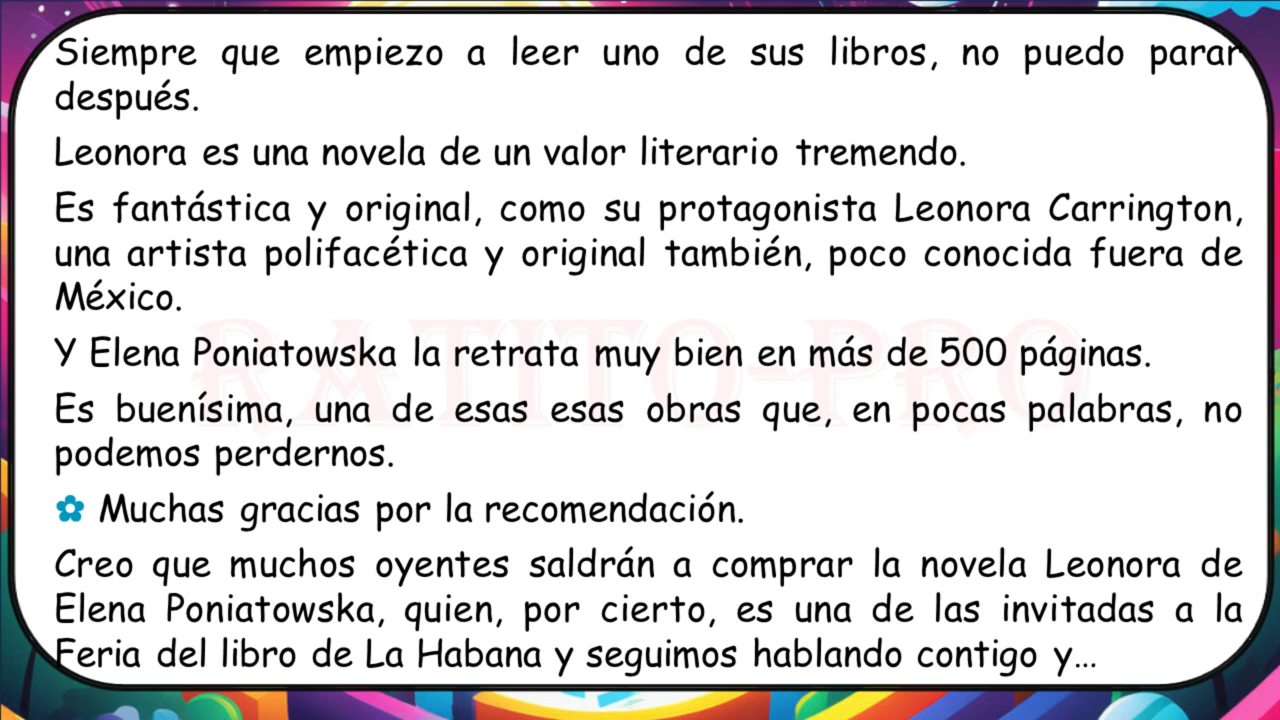 Siempre que empiezo a leer uno de sus libros, no puedo parar
después.
Leonora es una novela de un valor literario tremendo.
Es fantástica y original, como su protagonista Leonora Carrington,
una artista polifacética y original también, poco conocida fuera de
México.
Y Elena Poniatowska la retrata muy bien en más de 500 páginas.
Es buenísima, una de esas esas obras que, en pocas palabras, no
podemos perdernos.
✿ Muchas gracias por la recomendación.
Creo que muchos oyentes saldrán a comprar la novela Leonora de
Elena Poniatowska, quien, por cierto, es una de las invitadas a la
Feria del libro de La Habana y seguimos hablando contigo y...
RATITO-PRO